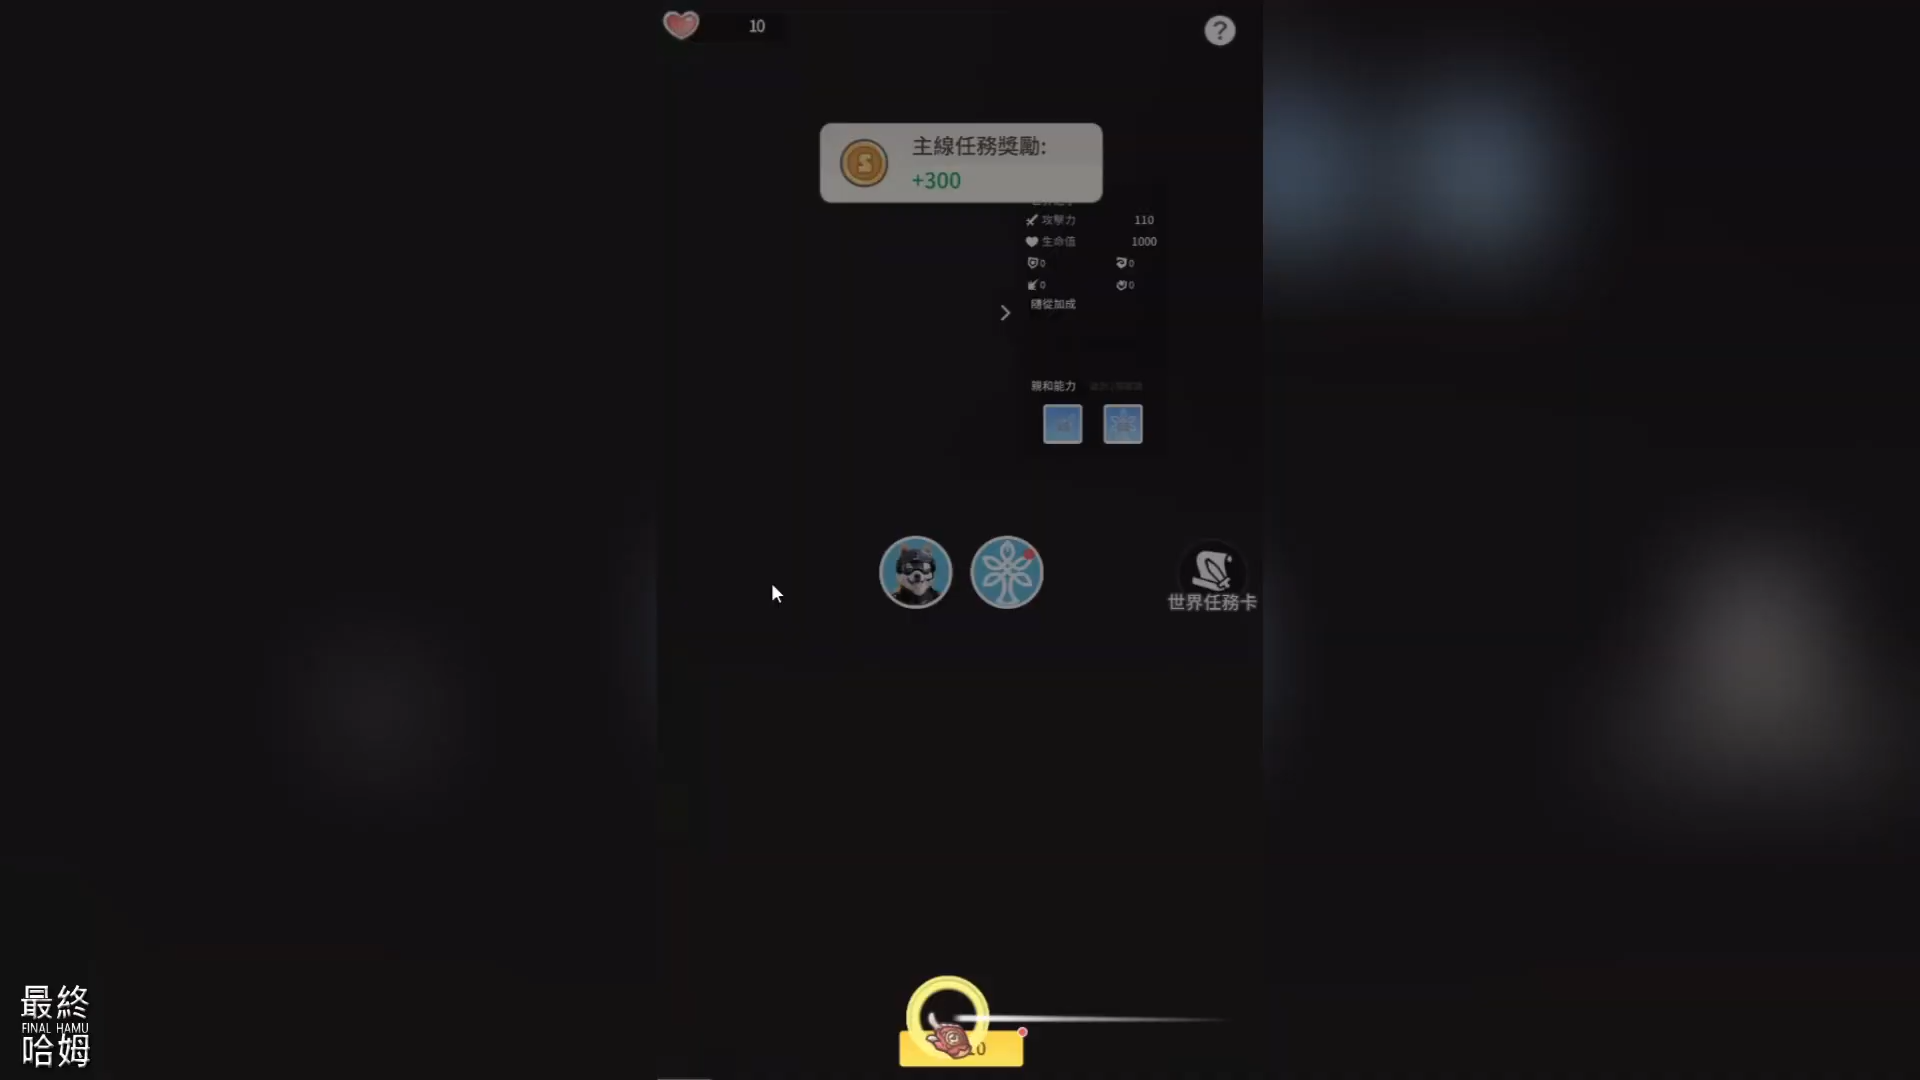 10
?
主線任務獎勵:
+300
攻擊力 110
生命值 1000
0 0
0 0
隨從加成
親和能力
世界任務卡
最終
FINAL HAMU
哈姆